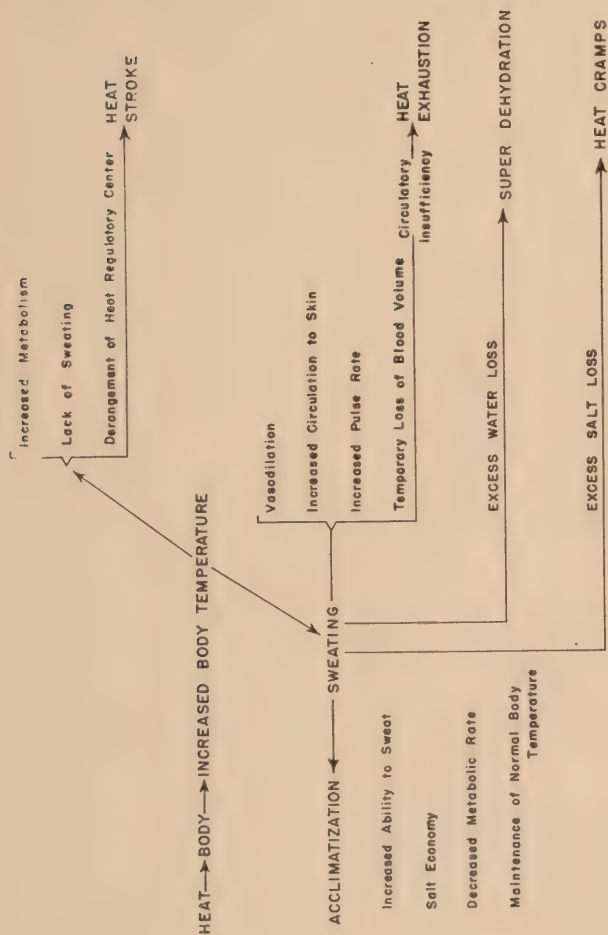 Increased Metabolism
Lack of Sweating
Derangement of Heat Regulatory Center
HEAT
STROKE
HEAT BODY INCREASED BODY TEMPERATURE
Vasodilation
Increased Circulation to Skin
Increased Pulse Rate
Temporary Loss of Blood Volume
Circulatory
Insufficiency
HEAT
EXHAUSTION
ACCLIMATIZATION SWEATING
Increased Ability to Sweat
Salt Economy
Decreased Metabolic Rate
Maintenance of Normal Body
Temperature
EXCESS WATER LOSS SUPER DEHYDRATION
EXCESS SALT LOSS HEAT CRAMPS